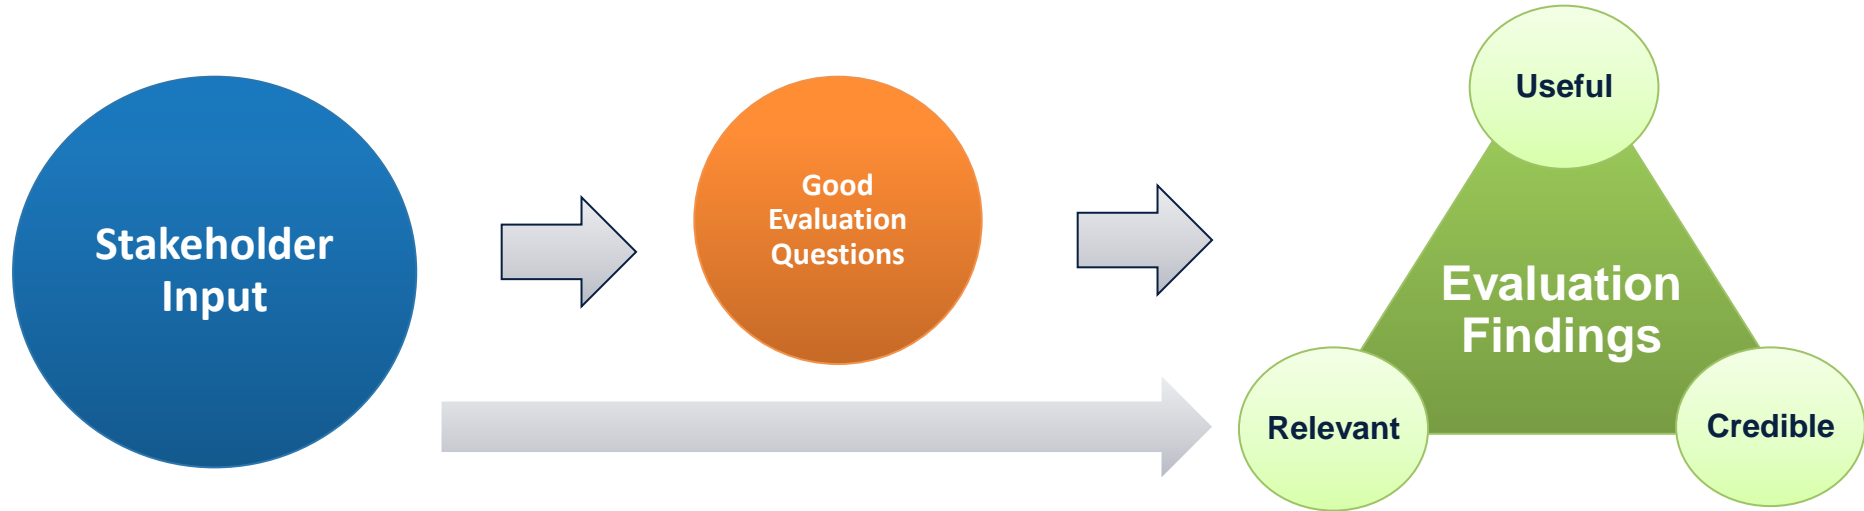 Stakeholder
Input
Good
Evaluation
Questions
Useful
Evaluation
Findings
Relevant
Credible